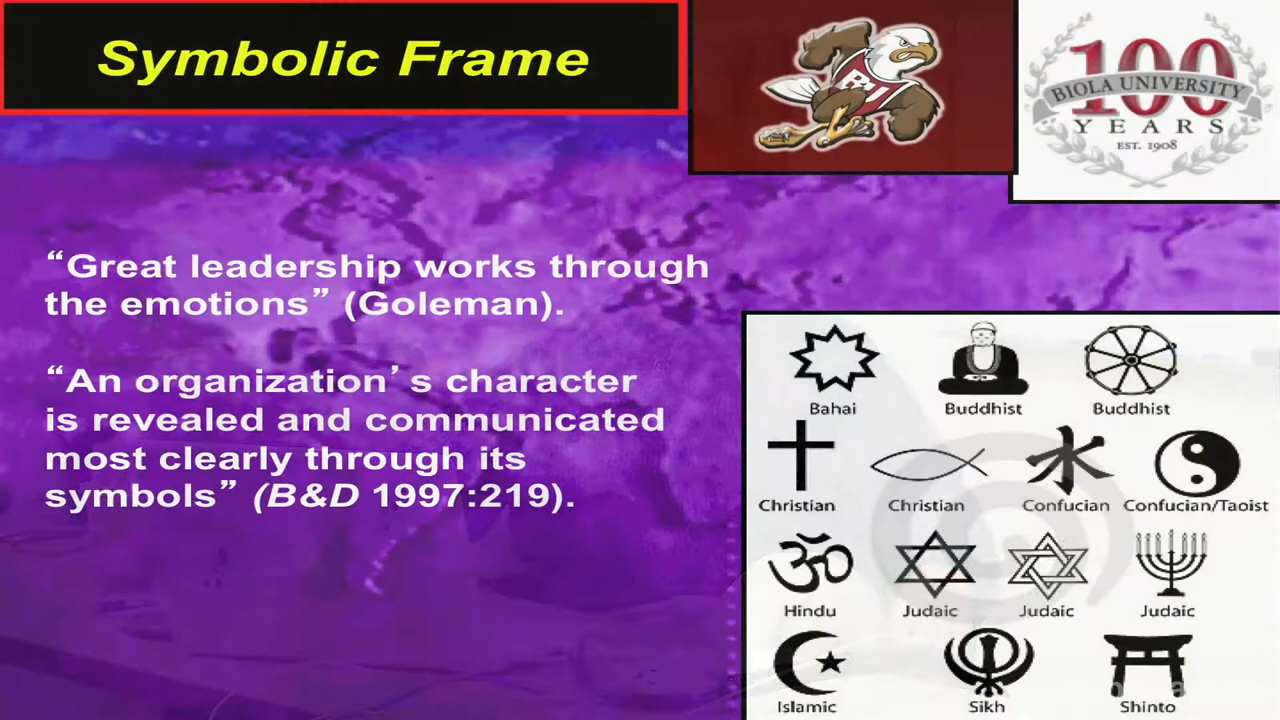 Symbolic Frame
BU
100
BIOLA UNIVERSITY
YEARS
EST. 1908
“Great leadership works through
the emotions” (Goleman).
“An organization’s character
is revealed and communicated
most clearly through its
symbols” (B&D 1997:219).
Bahai Buddhist Buddhist
Christian Christian Confucian Confucian/Taoist
水
Hindu Judaic Judaic Judaic
ॐ
Islamic Sikh Shinto